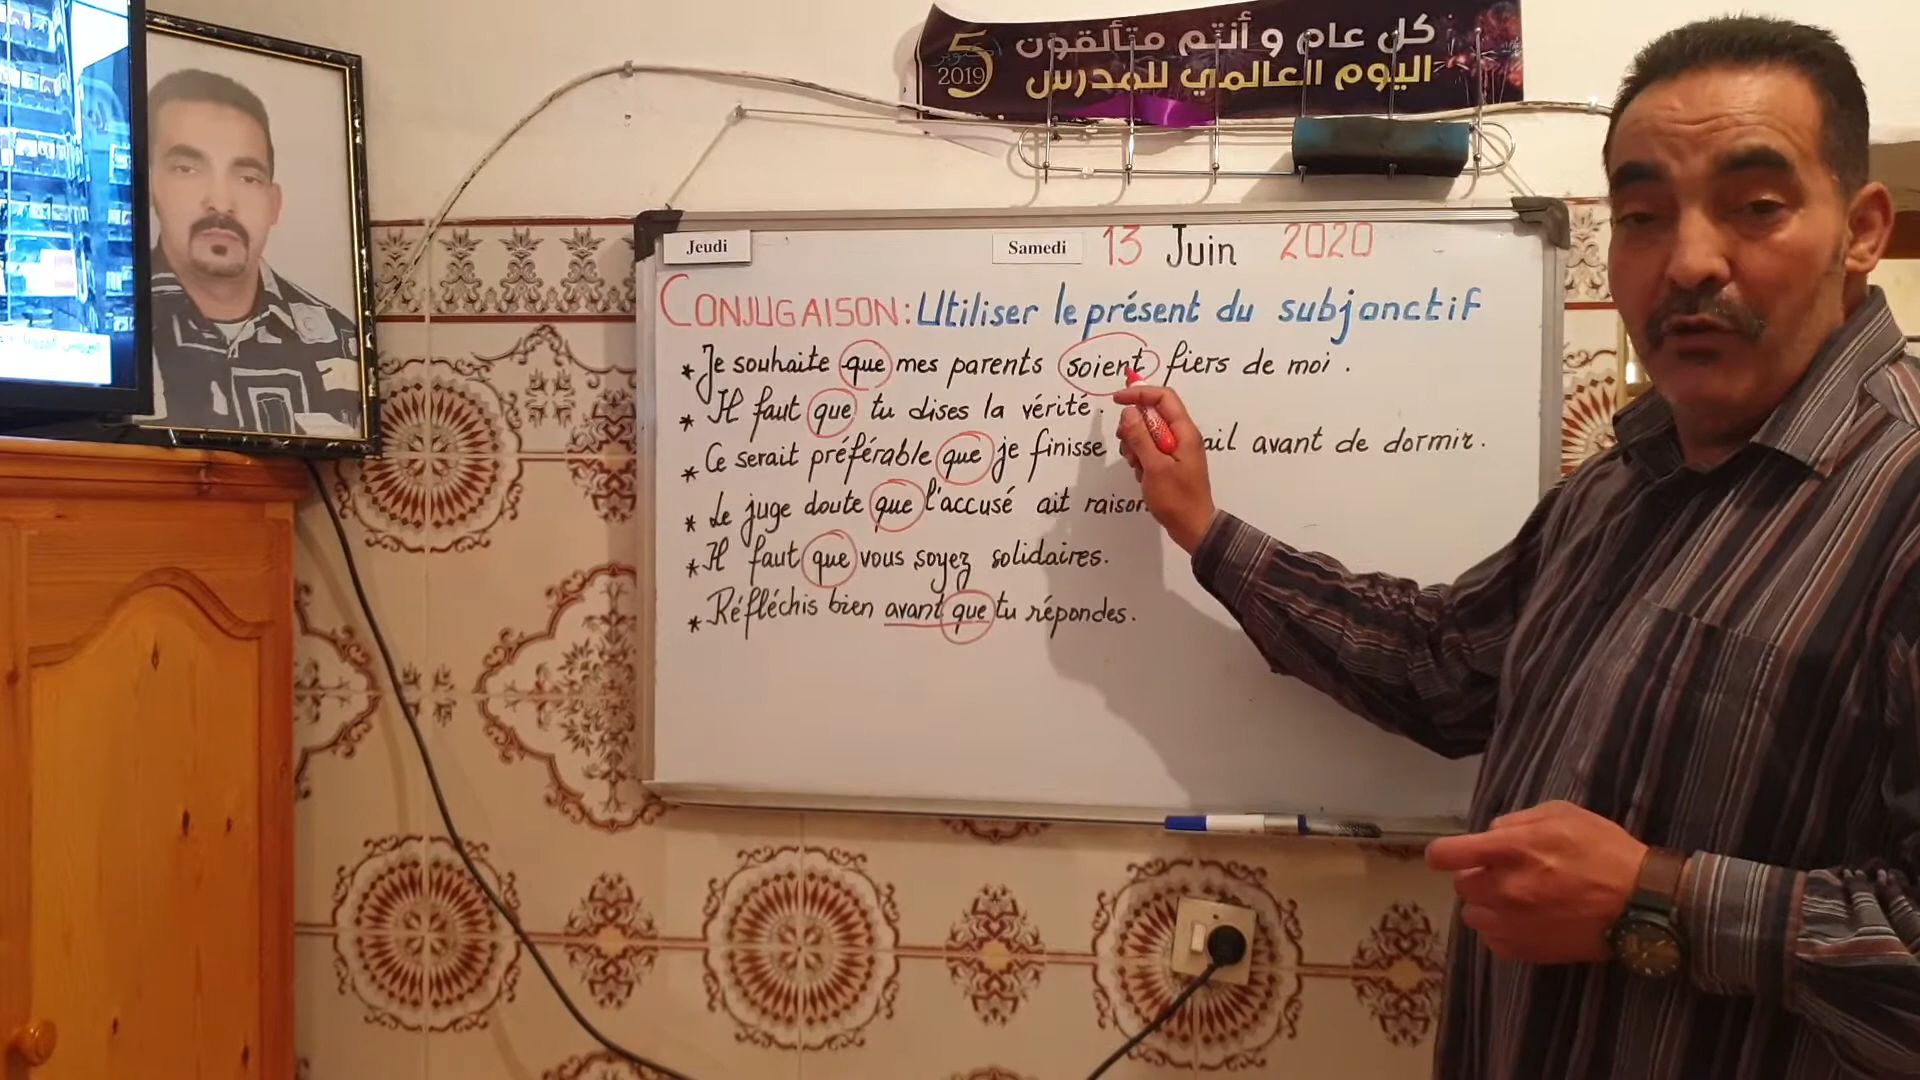 كل عام و أنتم متألقون
5
2019
اليوم العالمي للمدرس
Jeudi
Samedi 13 Juin 2020
CONJUGAISON: Utiliser le présent du subjonctif
* Je souhaite que mes parents soient fiers de moi.
* Il faut que tu dises la vérité.
* Ce serait préférable que je finisse ail avant de dormir.
* Le juge doute que l'accusé ait raison
* Il faut que vous soyez solidaires.
* Réfléchis bien avant que tu répondes.